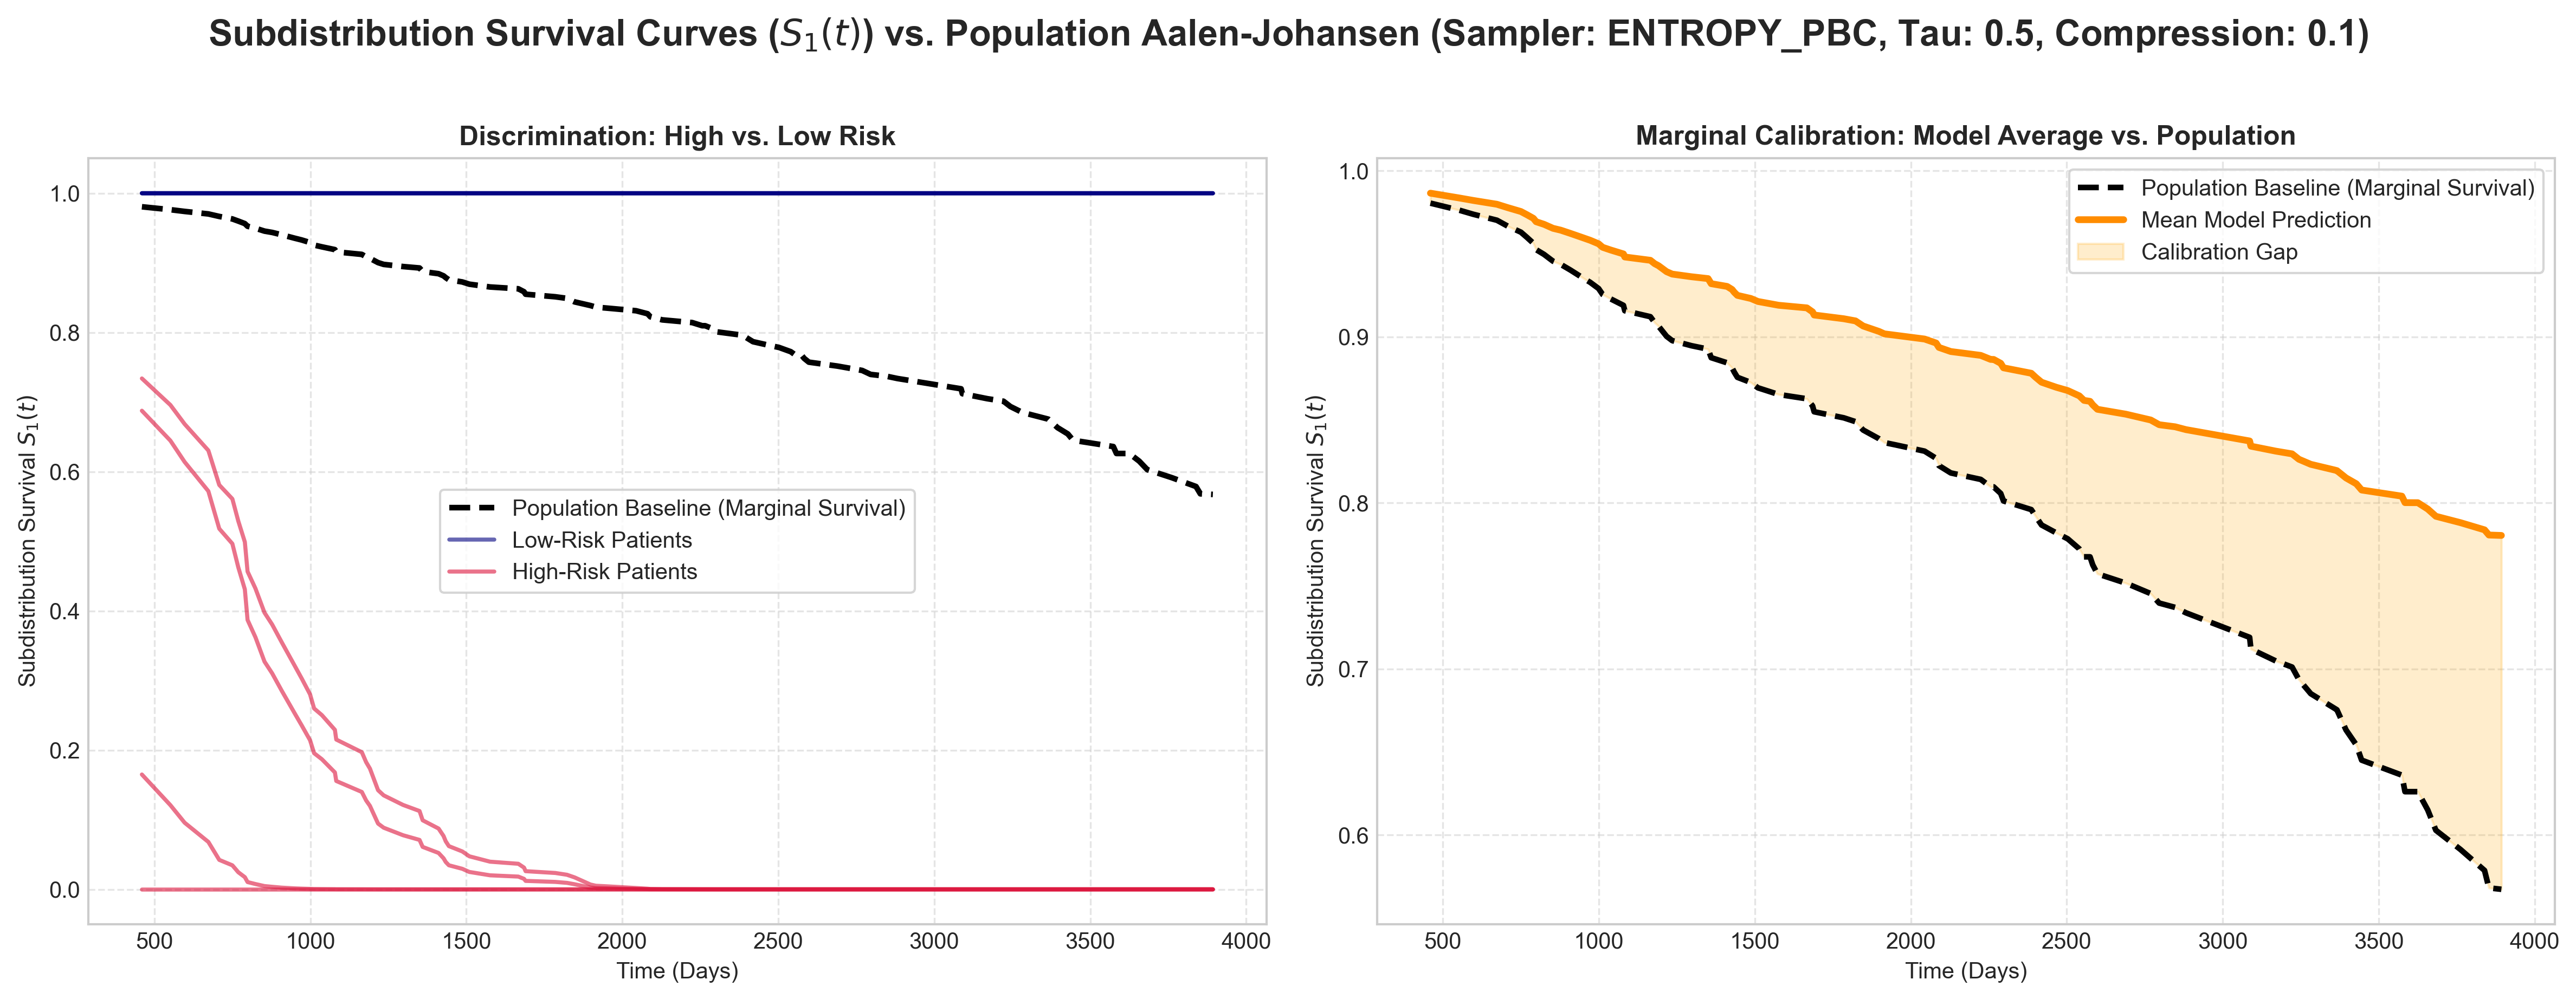 Subdistribution Survival Curves (S₁(t)) vs. Population Aalen-Johansen (Sampler: ENTROPY_PBC, Tau: 0.5, Compression: 0.1)
Discrimination: High vs. Low Risk
Subdistribution Survival S₁(t)
1.0
0.8
0.6
0.4
0.2
0.0
Population Baseline (Marginal Survival)
Low-Risk Patients
High-Risk Patients
500 1000 1500 2000 2500 3000 3500 4000
Time (Days)
Marginal Calibration: Model Average vs. Population
Subdistribution Survival S₁(t)
1.0
0.9
0.8
0.7
0.6
Population Baseline (Marginal Survival)
Mean Model Prediction
Calibration Gap
500 1000 1500 2000 2500 3000 3500 4000
Time (Days)